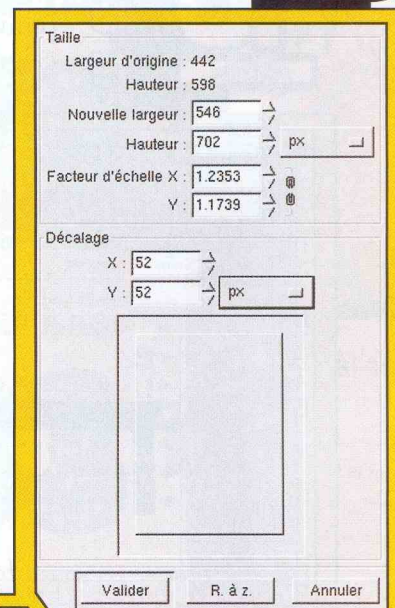 Taille
Largeur d'origine : 442
Hauteur : 598
Nouvelle largeur : 546
Hauteur : 702 px
Facteur d'échelle X : 1.2353
Y : 1.1739
Décalage
X : 52
Y : 52 px
Valider R. à z. Annuler